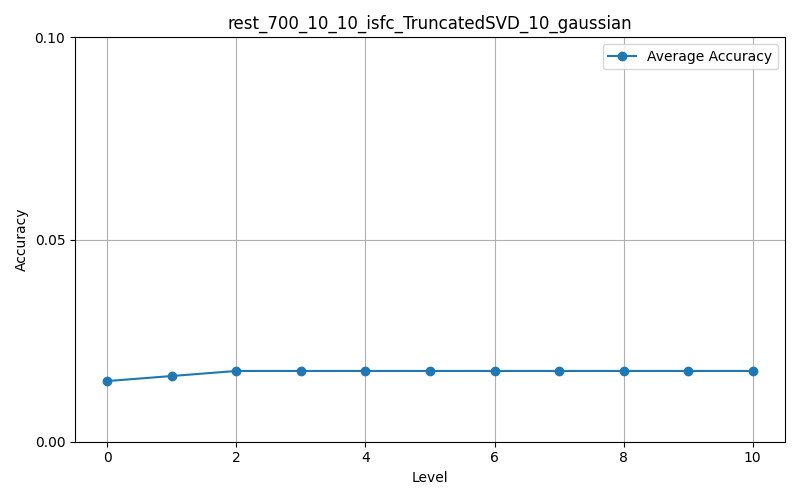 rest_700_10_10_isfc_TruncatedSVD_10_gaussian
Average Accuracy
0.10
0.05
0.00
Accuracy
0 2 4 6 8 10
Level